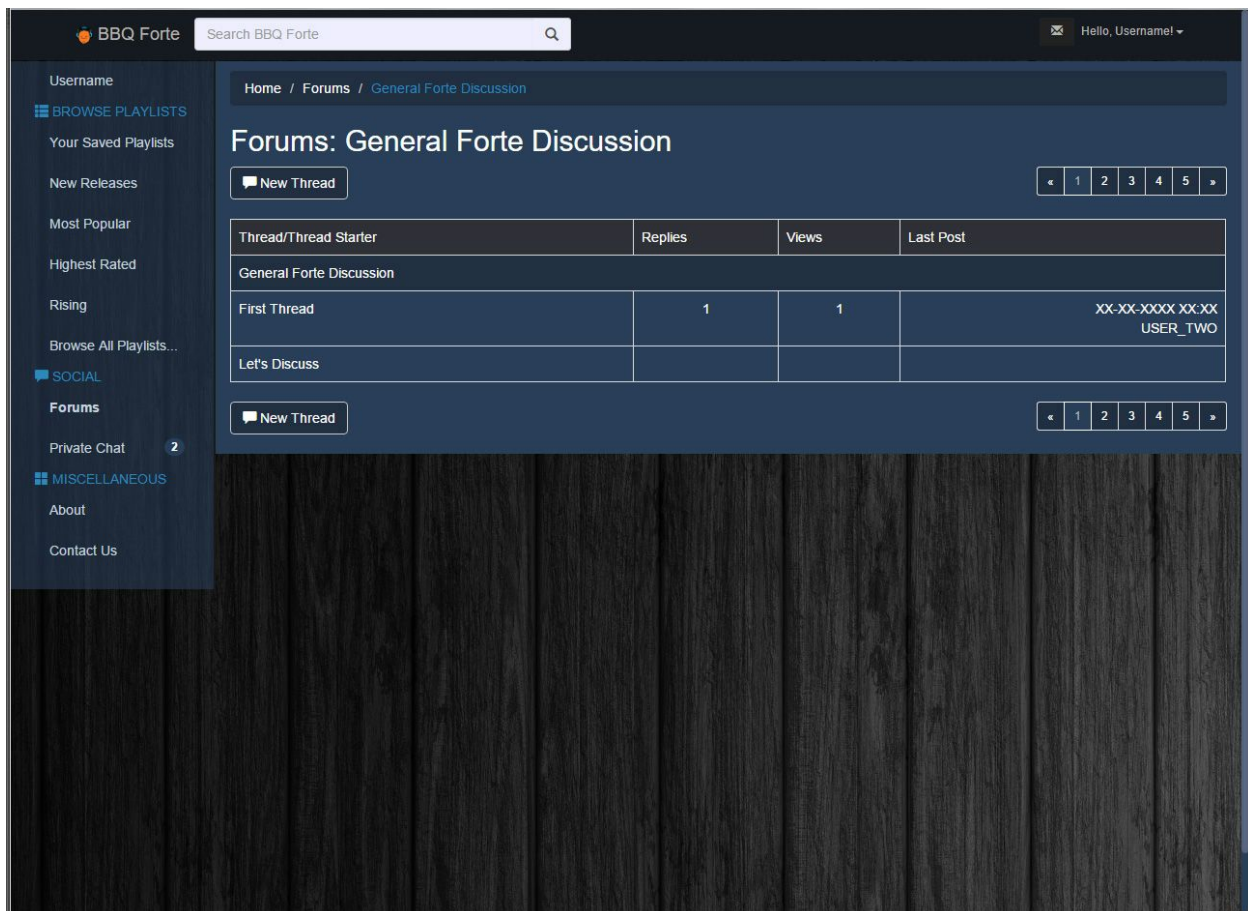 BBQ Forte
Search BBQ Forte
Hello, Username!
Username
BROWSE PLAYLISTS
Your Saved Playlists
New Releases
Most Popular
Highest Rated
Rising
Browse All Playlists...
SOCIAL
Forums
Private Chat 2
MISCELLANEOUS
About
Contact Us
Home / Forums / General Forte Discussion
Forums: General Forte Discussion
New Thread
« 1 2 3 4 5 »
Thread/Thread Starter Replies Views Last Post
General Forte Discussion
First Thread 1 1 XX-XX-XXXX XX:XX
USER_TWO
Let's Discuss
New Thread
« 1 2 3 4 5 »